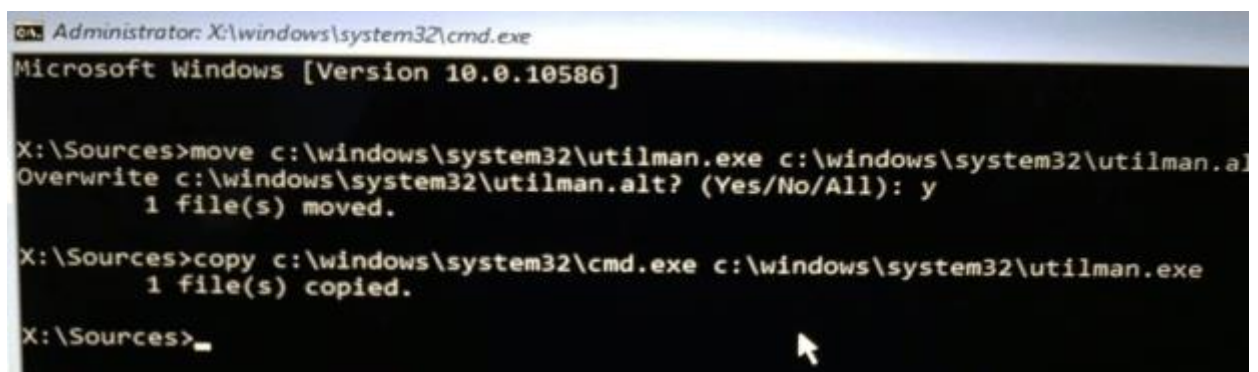 Administrator: X:\windows\system32\cmd.exe
Microsoft Windows [Version 10.0.10586]
X:\Sources>move c:\windows\system32\utilman.exe c:\windows\system32\utilman.al
Overwrite c:\windows\system32\utilman.alt? (Yes/No/All): y
1 file(s) moved.
X:\Sources>copy c:\windows\system32\cmd.exe c:\windows\system32\utilman.exe
1 file(s) copied.
X:\Sources>_